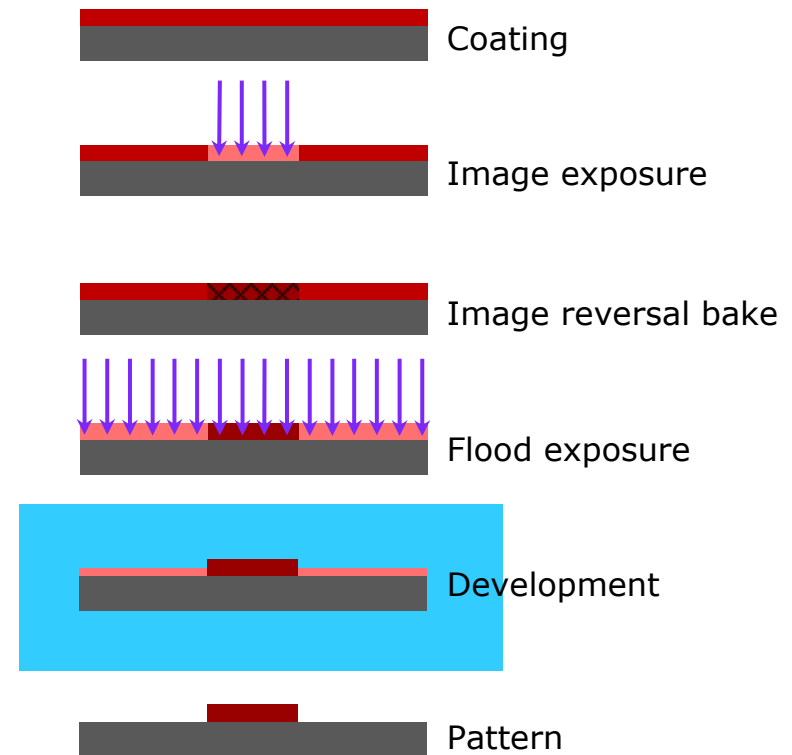 Coating
Image exposure
Image reversal bake
Flood exposure
Development
Pattern